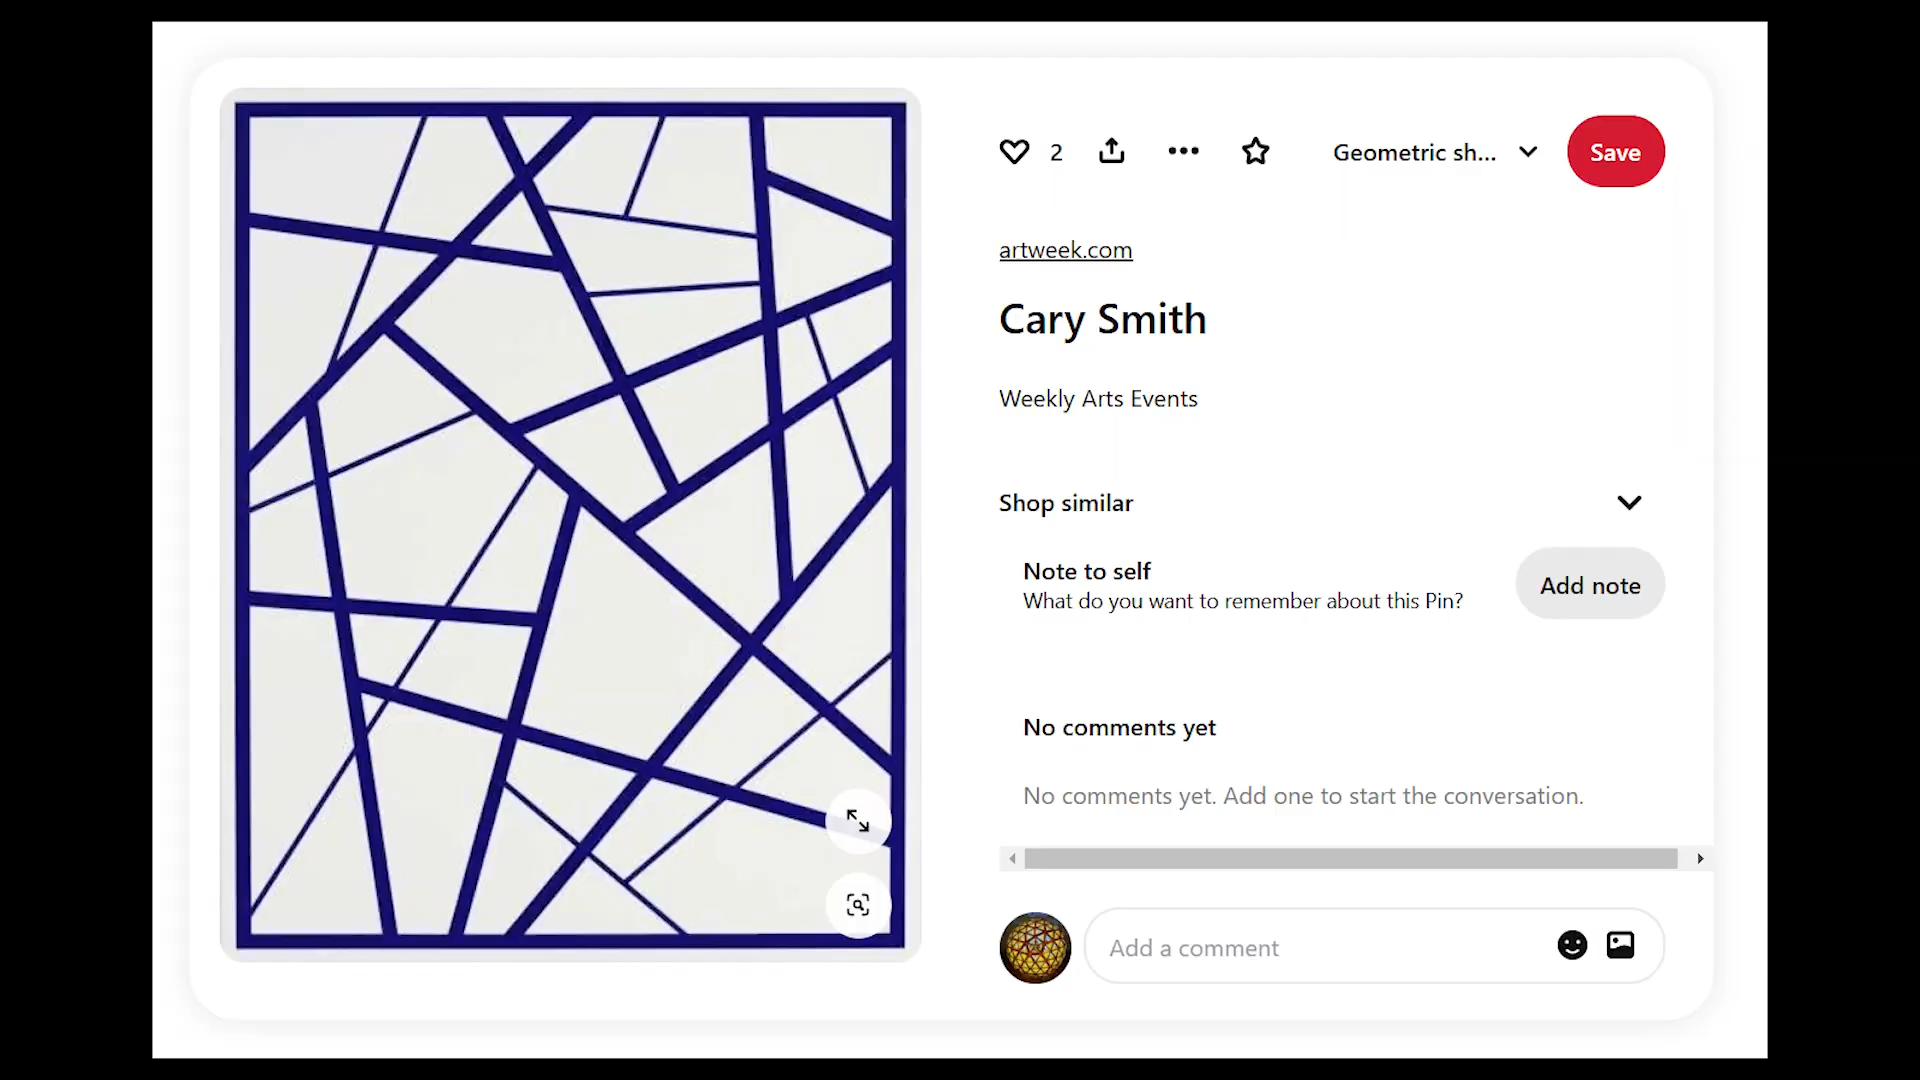 2
Geometric sh...
Save
artweek.com
Cary Smith
Weekly Arts Events
Shop similar
Note to self
What do you want to remember about this Pin?
Add note
No comments yet
No comments yet. Add one to start the conversation.
Add a comment